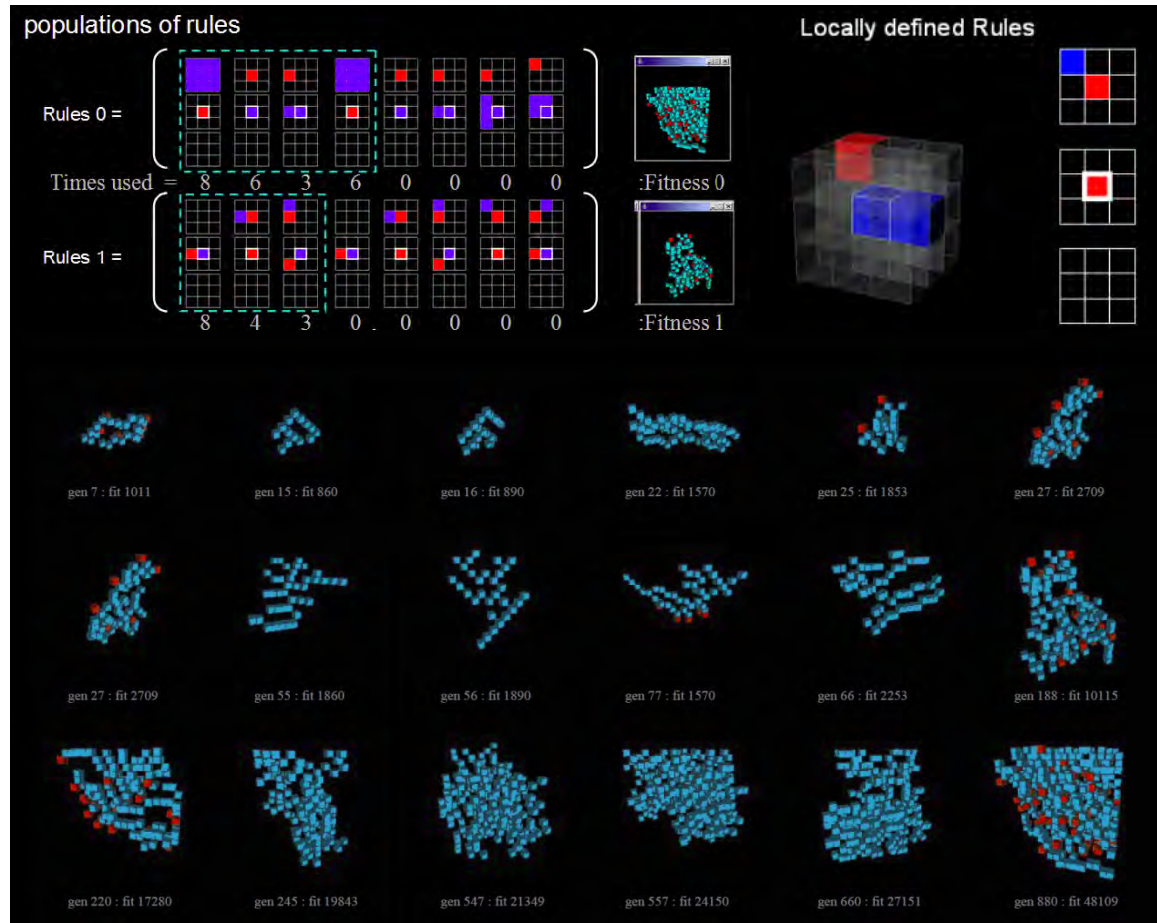 populations of rules
Locally defined Rules
Rules 0 =
Times used = 8 6 3 6 0 0 0 0 :Fitness 0
Rules 1 =
8 4 3 0 . 0 0 0 0 :Fitness 1
gen 7 : fit 1011 gen 15 : fit 860 gen 16 : fit 890 gen 22 : fit 1570 gen 25 : fit 1853 gen 27 : fit 2709
gen 27 : fit 2709 gen 55 : fit 1860 gen 56 : fit 1890 gen 77 : fit 1570 gen 66 : fit 2253 gen 188 : fit 10115
gen 220 : fit 17280 gen 245 : fit 19843 gen 547 : fit 21349 gen 557 : fit 24150 gen 660 : fit 27151 gen 880 : fit 48109